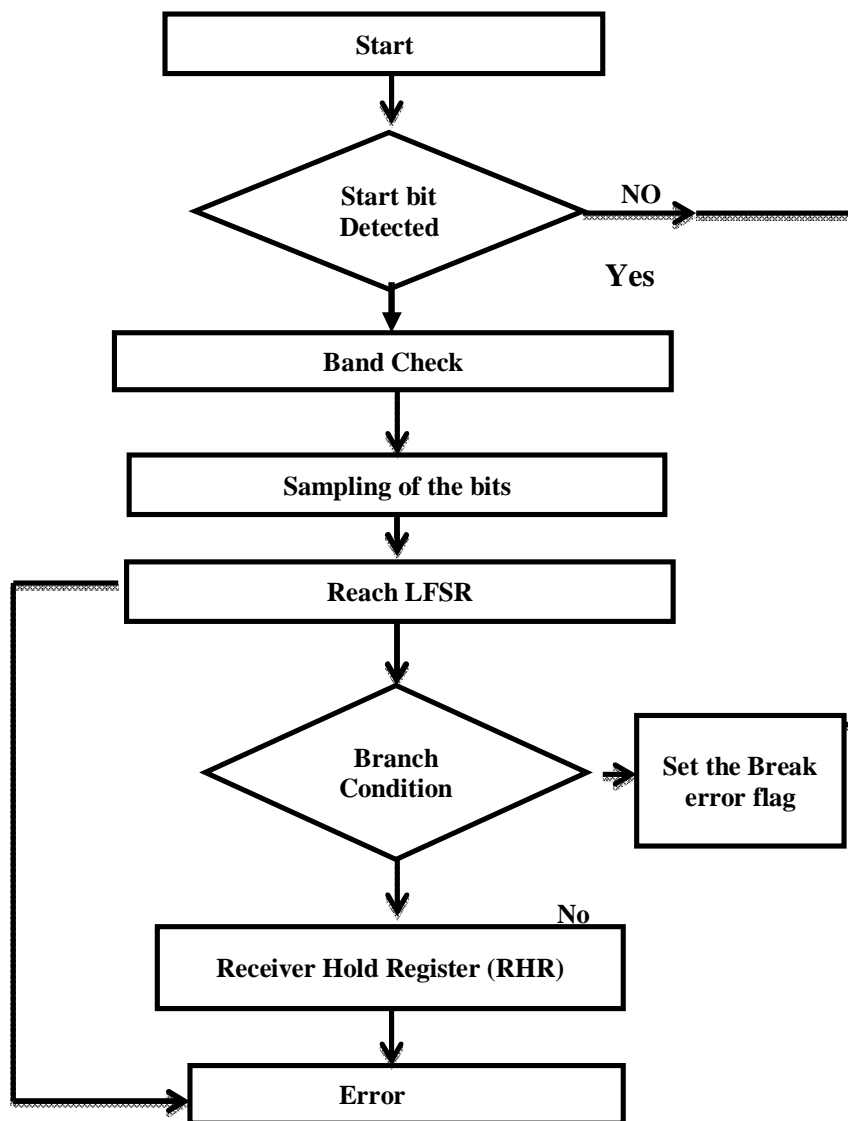 Start
Start bit
Detected
NO
Yes
Band Check
Sampling of the bits
Reach LFSR
Branch
Condition
Set the Break
error flag
No
Receiver Hold Register (RHR)
Error